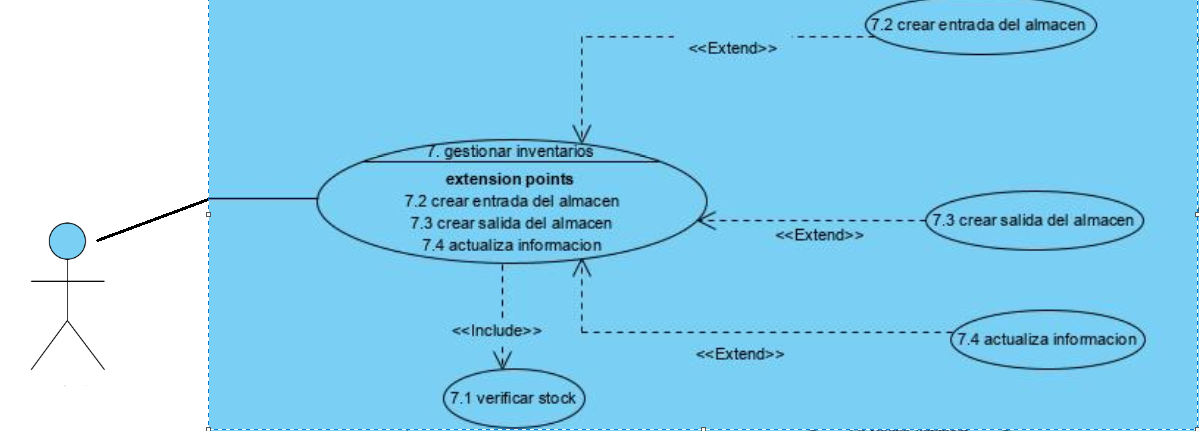 7.2 crear entrada del almacen
<<Extend>>
7. gestionar inventarios
extension points
7.2 crear entrada del almacen
7.3 crear salida del almacen
7.4 actualiza informacion
7.3 crear salida del almacen
<<Extend>>
<<Include>>
7.4 actualiza informacion
<<Extend>>
7.1 verificar stock